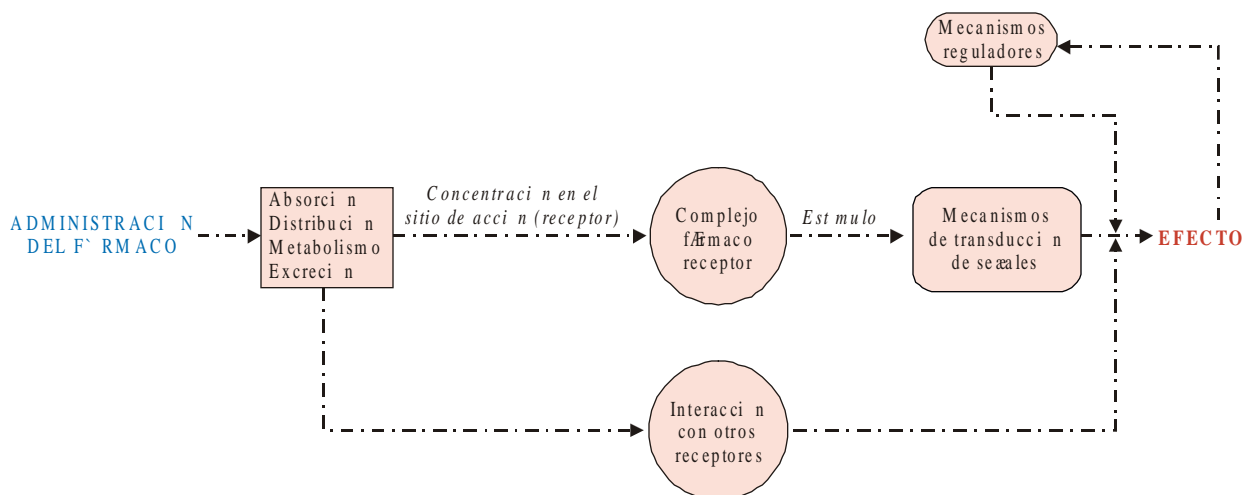 Mecanismos
reguladores
ADMINISTRACI N
DEL F` RMACO
Absorci n
Distribuci n
Metabolismo
Excreci n
Concentraci n en el
sitio de acci n (receptor)
Complejo
fÆrmaco
receptor
Est mulo
Mecanismos
de transducci n
de seæales
EFECTO
Interacci n
con otros
receptores